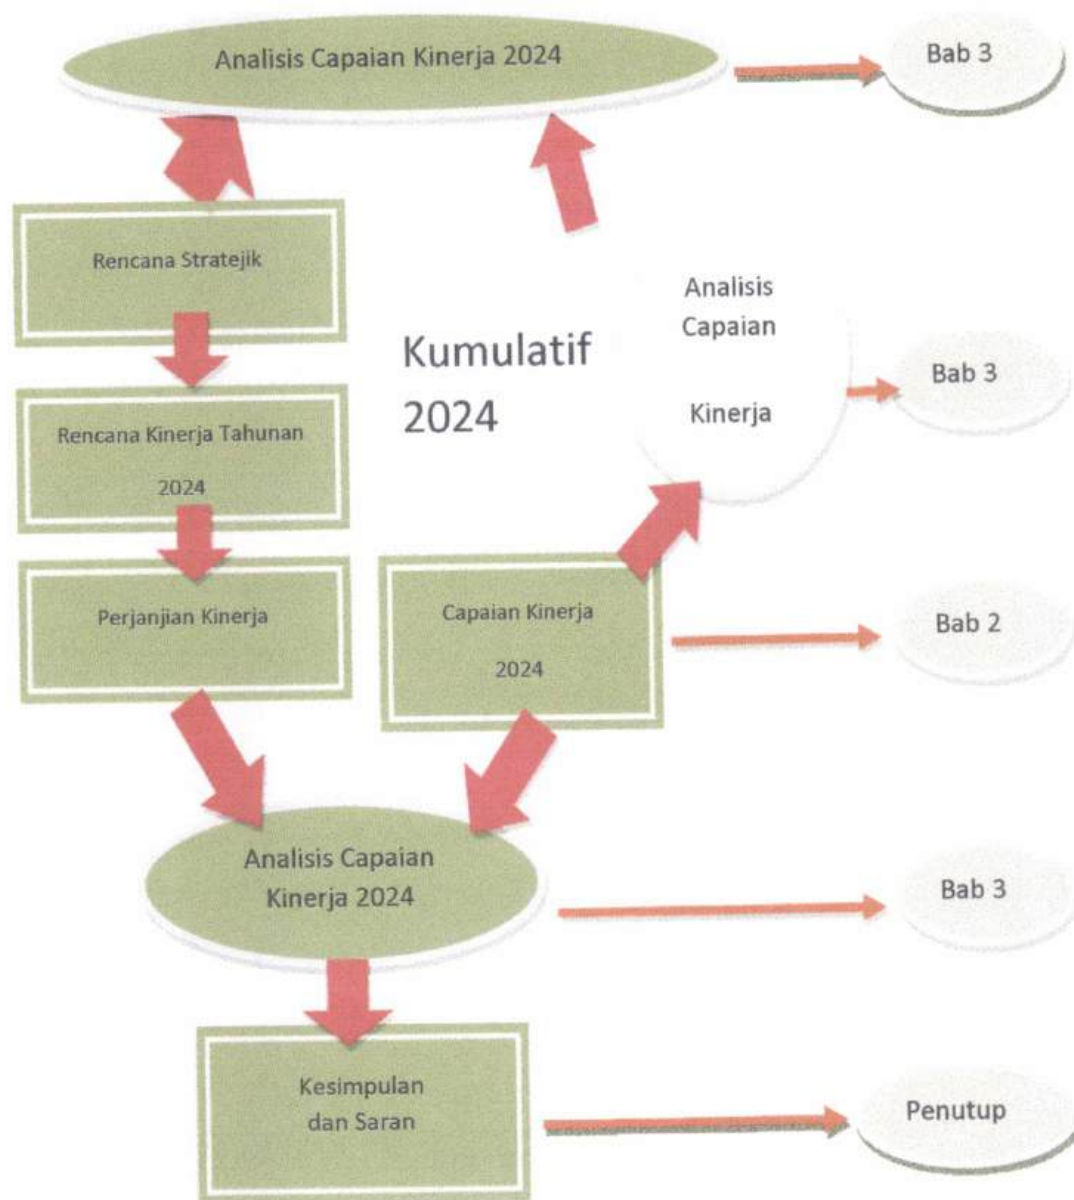 Analisis Capaian Kinerja 2024
Bab 3
Rencana Stratejik
Analisis
Capaian
Kinerja
Kumulatif
2024
Bab 3
Rencana Kinerja Tahunan
2024
Perjanjian Kinerja
Capaian Kinerja
2024
Bab 2
Analisis Capaian
Kinerja 2024
Bab 3
Kesimpulan
dan Saran
Penutup